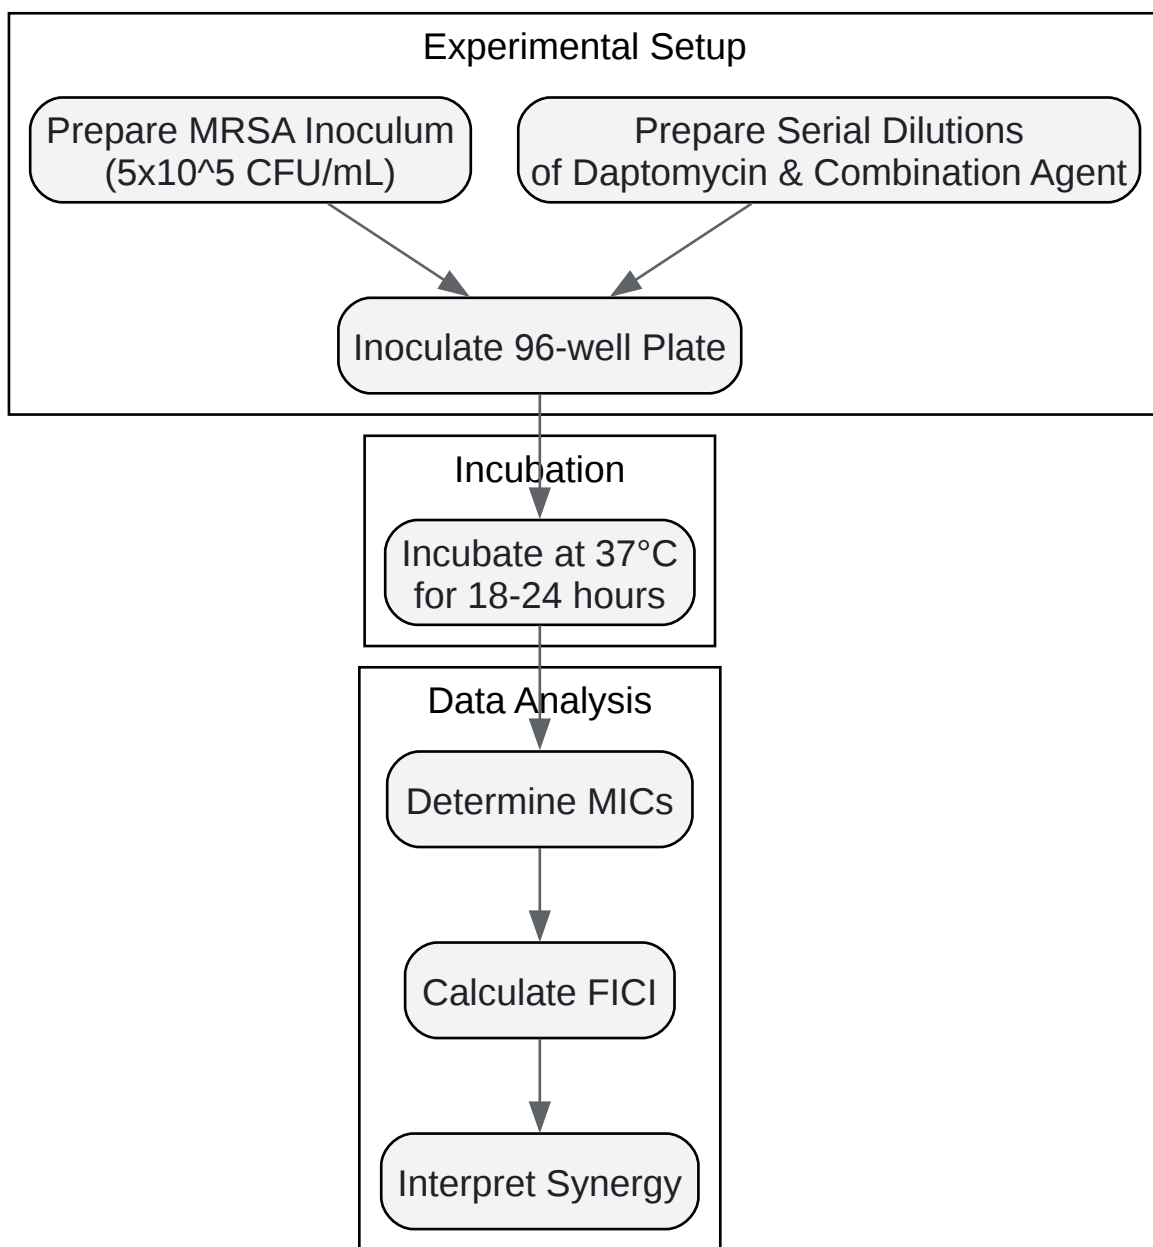 Experimental Setup
Prepare MRSA Inoculum
(5x10^5 CFU/mL)
Prepare Serial Dilutions
of Daptomycin & Combination Agent
Inoculate 96-well Plate
Incubation
Incubate at 37°C
for 18-24 hours
Data Analysis
Determine MICs
Calculate FICI
Interpret Synergy